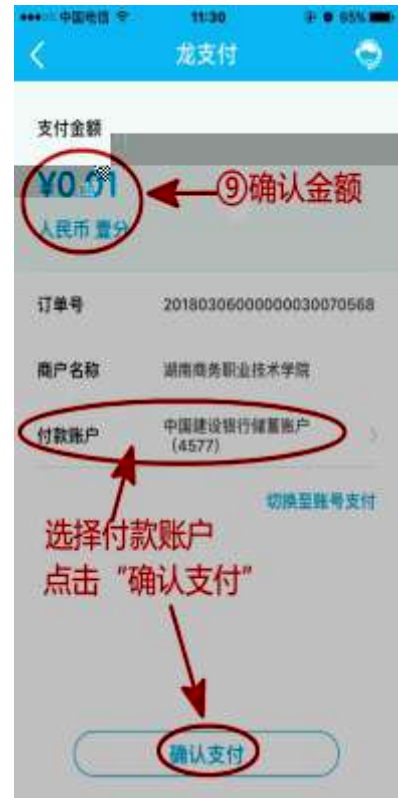 中国电信 11:30 95%
龙支付
支付金额
¥0.01
⑨确认金额
人民币 壹分
订单号 20180306000000030070568
商户名称 湖南商务职业技术学院
付款账户 中国建设银行储蓄账户
(4577)
切换至账号支付
选择付款账户
点击“确认支付”
确认支付